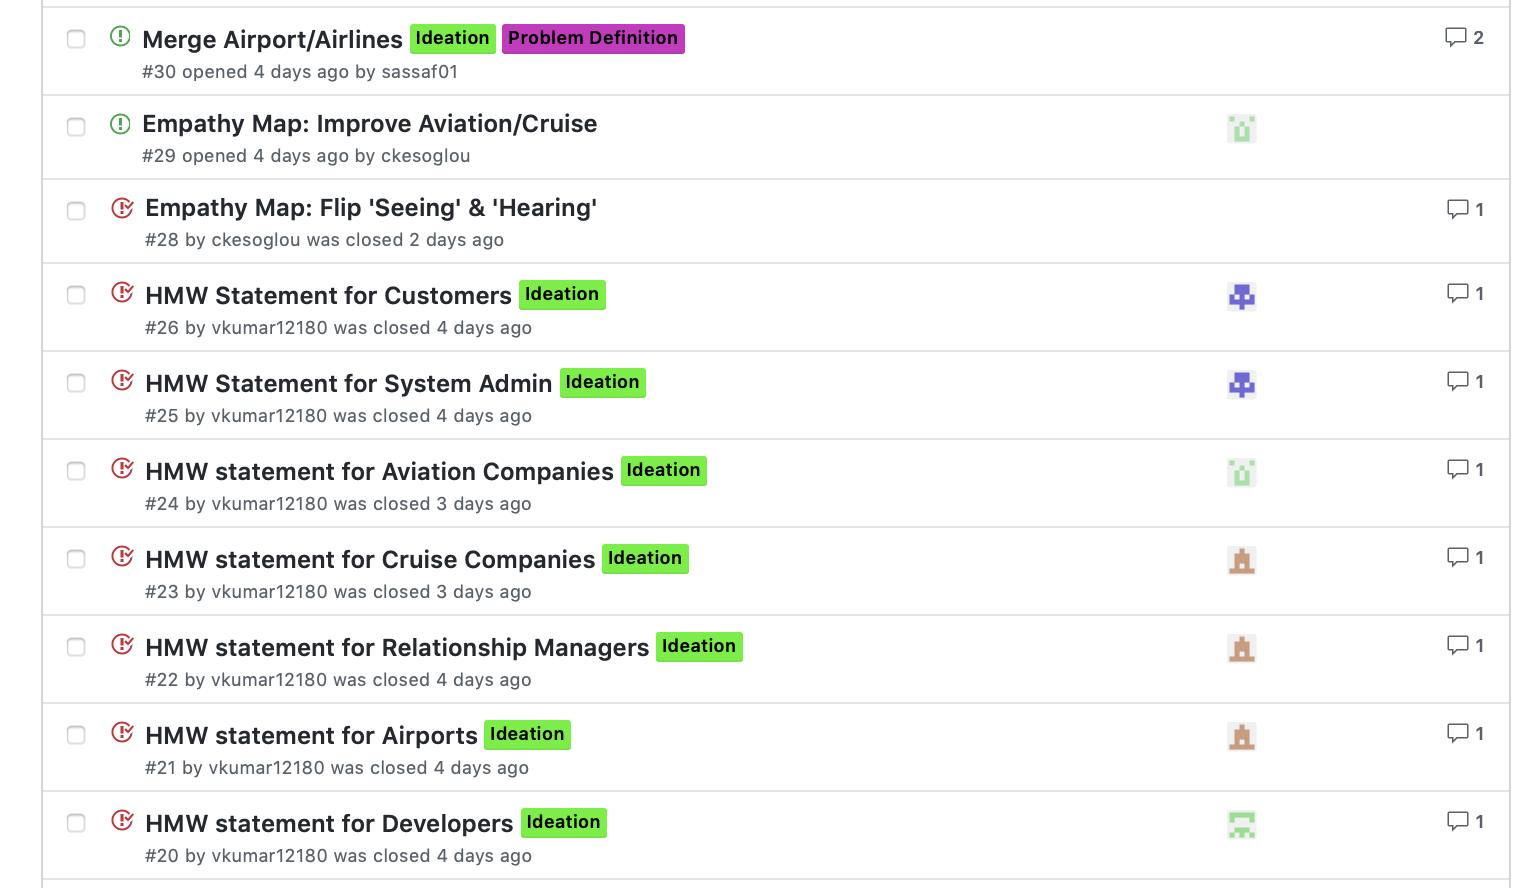 Merge Airport/Airlines Ideation Problem Definition 2
#30 opened 4 days ago by sassaf01
Empathy Map: Improve Aviation/Cruise
#29 opened 4 days ago by ckesoglou
Empathy Map: Flip 'Seeing' & 'Hearing' 1
#28 by ckesoglou was closed 2 days ago
HMW Statement for Customers Ideation 1
#26 by vkumar12180 was closed 4 days ago
HMW Statement for System Admin Ideation 1
#25 by vkumar12180 was closed 4 days ago
HMW statement for Aviation Companies Ideation 1
#24 by vkumar12180 was closed 3 days ago
HMW statement for Cruise Companies Ideation 1
#23 by vkumar12180 was closed 3 days ago
HMW statement for Relationship Managers Ideation 1
#22 by vkumar12180 was closed 4 days ago
HMW statement for Airports Ideation 1
#21 by vkumar12180 was closed 4 days ago
HMW statement for Developers Ideation 1
#20 by vkumar12180 was closed 4 days ago